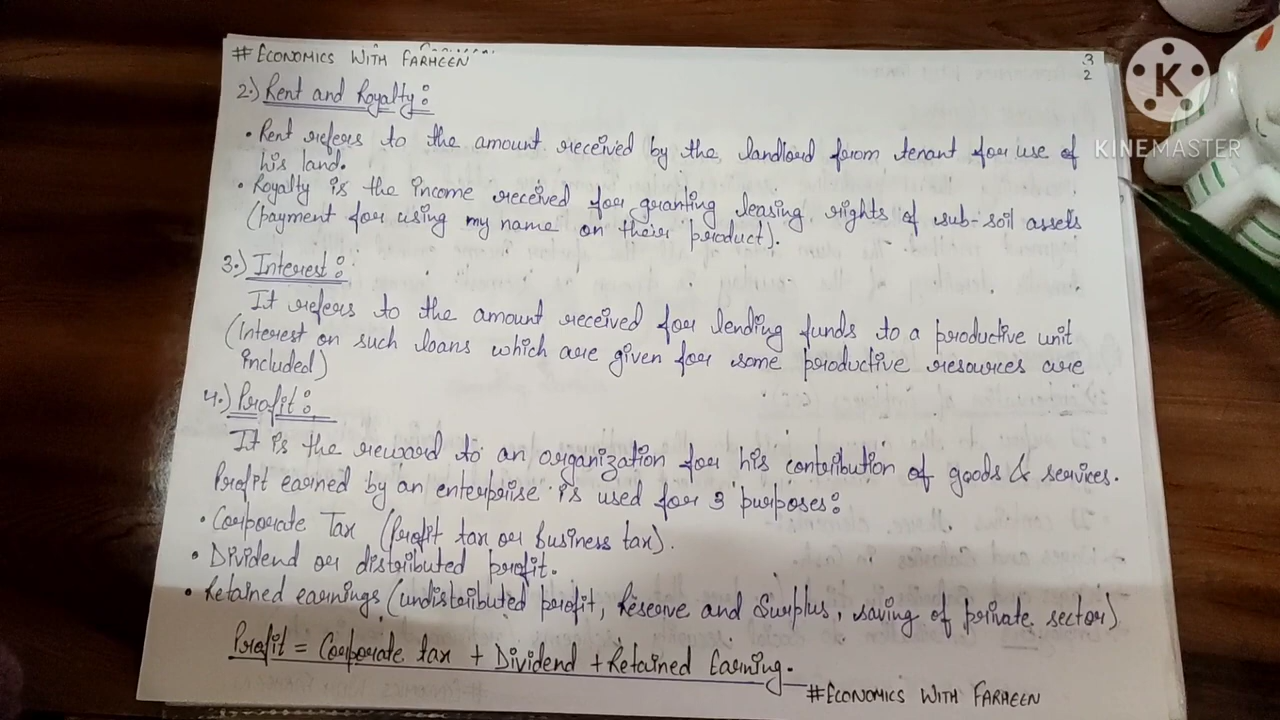 # ECONOMICS WITH FARHEEN
3
2
2.) Rent and Royalty:
• Rent refers to the amount received by the landlord from tenant for use of
his land.
• Royalty is the income received for granting leasing rights of sub-soil assets
(payment for using my name on their product).
3.) Interest:
It refers to the amount received for lending funds to a productive unit
(interest on such loans which are given for some productive resources are
included)
4.) Profit:
It is the reward to an organization for his contribution of goods & services.
Profit earned by an enterprise is used for 3 purposes:
• Corporate Tax (Profit tax or business tax).
• Dividend or distributed profit.
• Retained earnings (undistributed profit, Reserve and Surplus, saving of private sector)
Profit = Corporate tax + Dividend + Retained Earning.
#ECONOMICS WITH FARHEEN
K
KINEMASTER